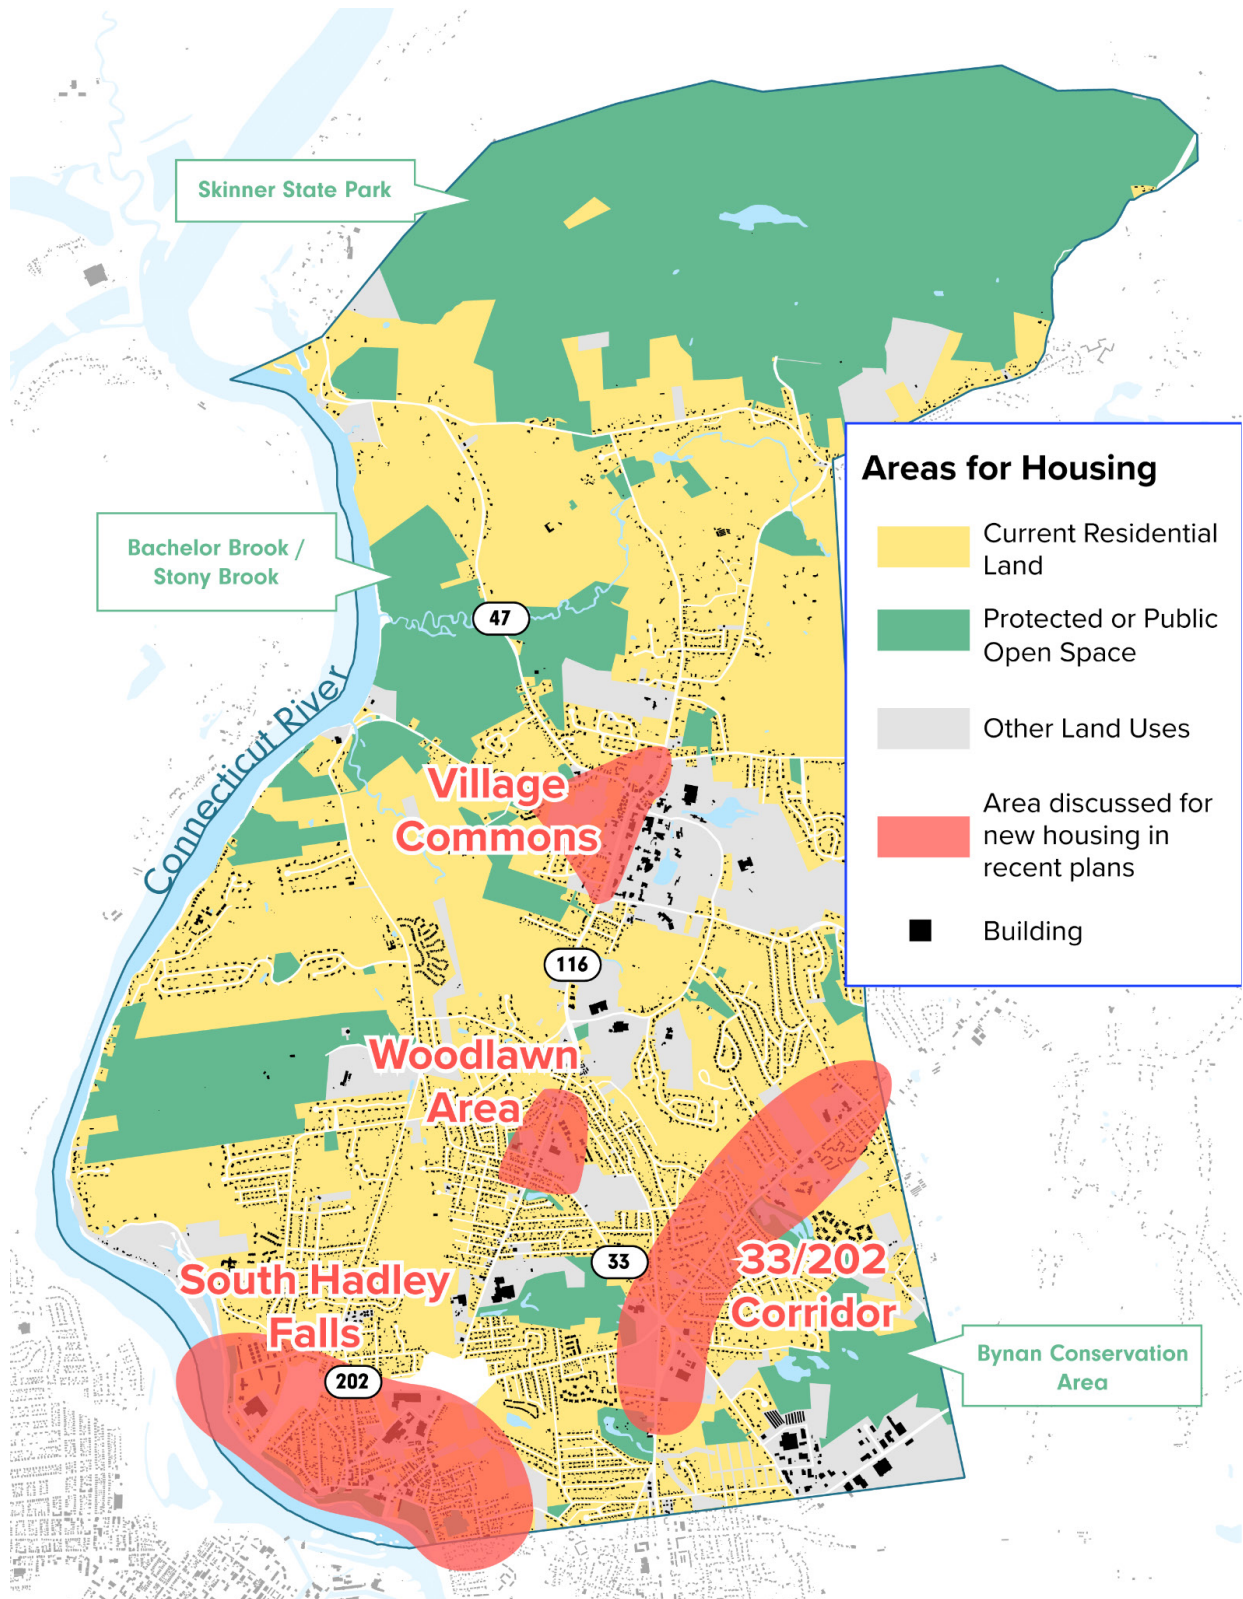 Skinner State Park
Areas for Housing
Current Residential
Land
Protected or Public
Open Space
Other Land Uses
Area discussed for
new housing in
recent plans
Building
Bachelor Brook /
Stony Brook
47
Connecticut River
Village
Commons
116
Woodlawn
Area
33
33/202
Corridor
South Hadley
Falls
202
Bynan Conservation
Area